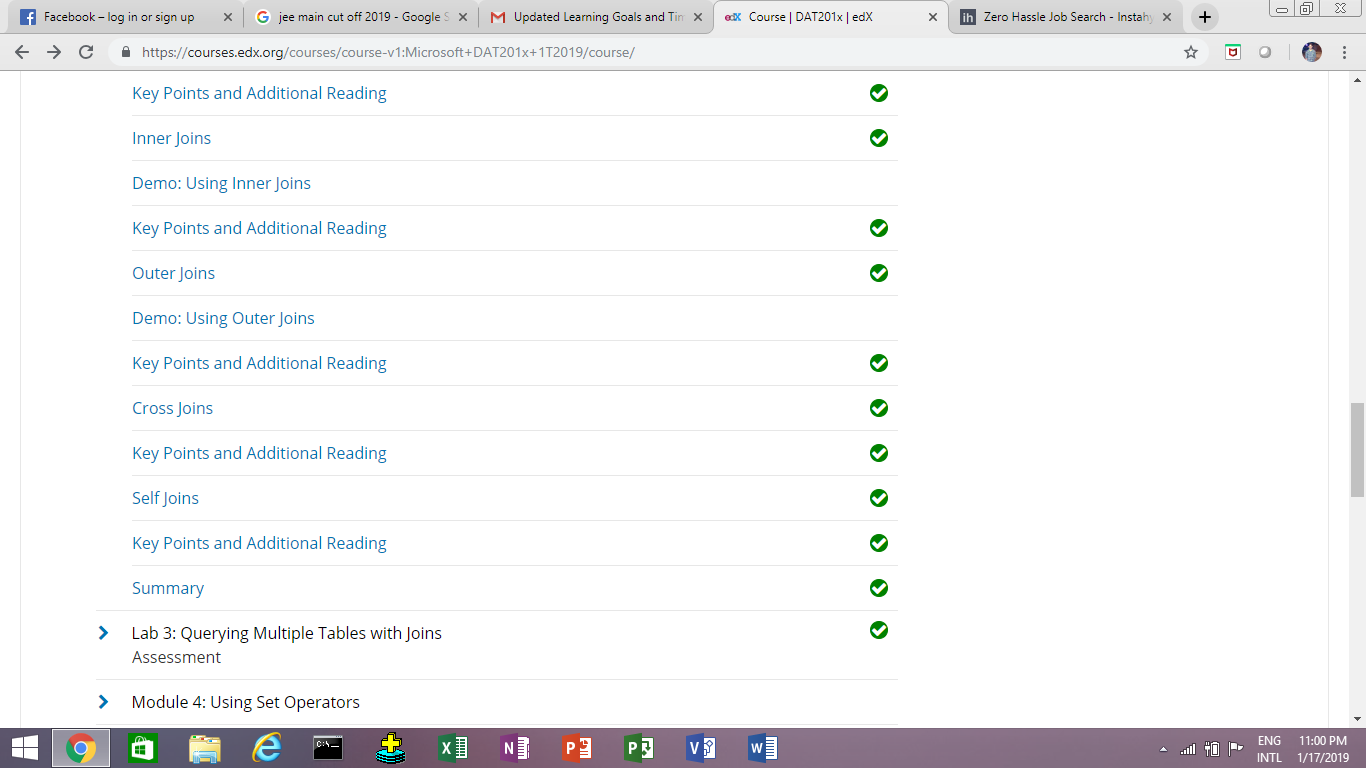 Facebook – log in or sign up
jee main cut off 2019 - Google S
Updated Learning Goals and Tim
edX Course | DAT201x | edX
ih Zero Hassle Job Search - Instahy
https://courses.edx.org/courses/course-v1:Microsoft+DAT201x+1T2019/course/
Key Points and Additional Reading
Inner Joins
Demo: Using Inner Joins
Key Points and Additional Reading
Outer Joins
Demo: Using Outer Joins
Key Points and Additional Reading
Cross Joins
Key Points and Additional Reading
Self Joins
Key Points and Additional Reading
Summary
Lab 3: Querying Multiple Tables with Joins
Assessment
Module 4: Using Set Operators
ENG 11:00 PM
INTL 1/17/2019